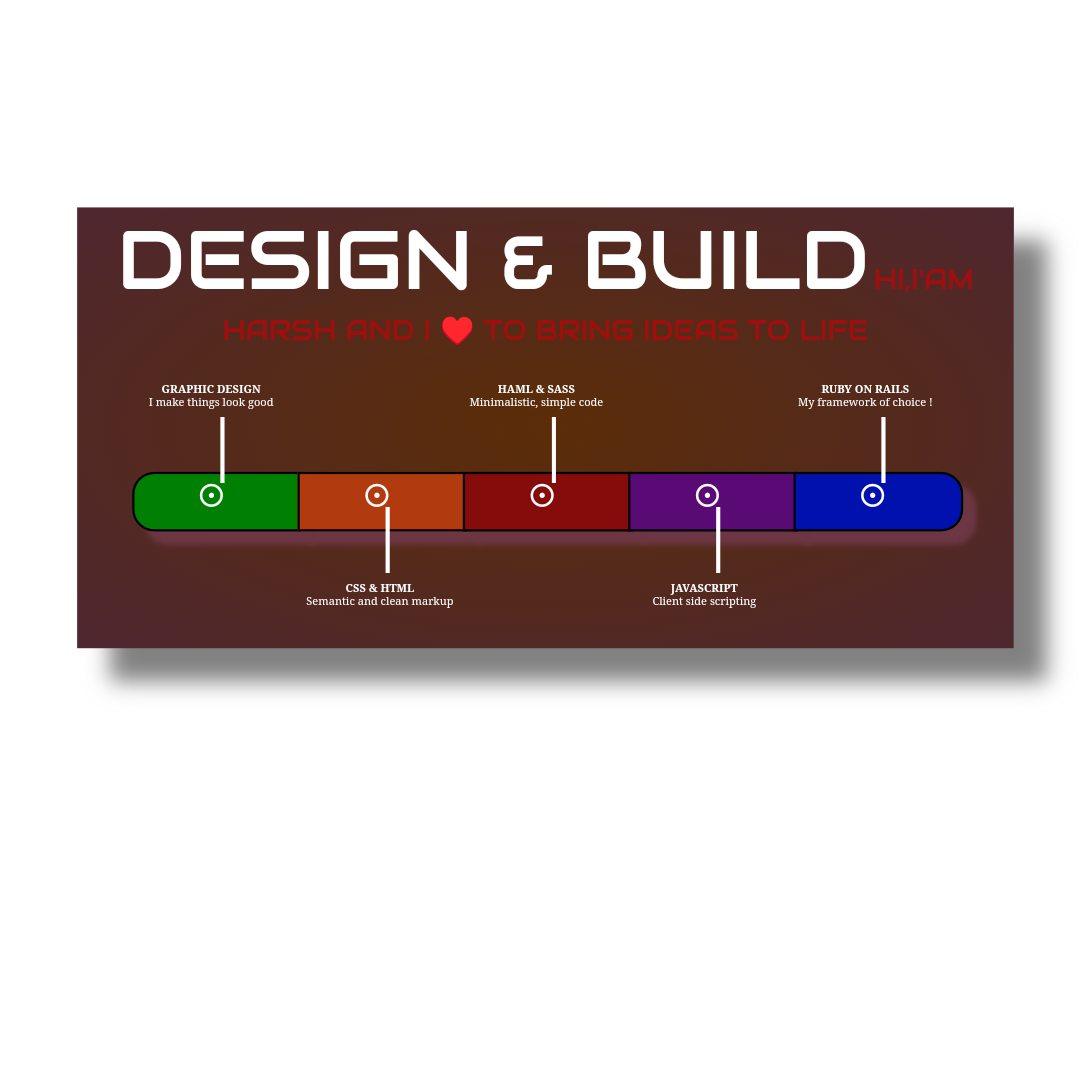 DESIGN & BUILD HI,I'AM
HARSH AND I ❤️ TO BRING IDEAS TO LIFE
GRAPHIC DESIGN
I make things look good
HAML & SASS
Minimalistic, simple code
RUBY ON RAILS
My framework of choice !
CSS & HTML
Semantic and clean markup
JAVASCRIPT
Client side scripting